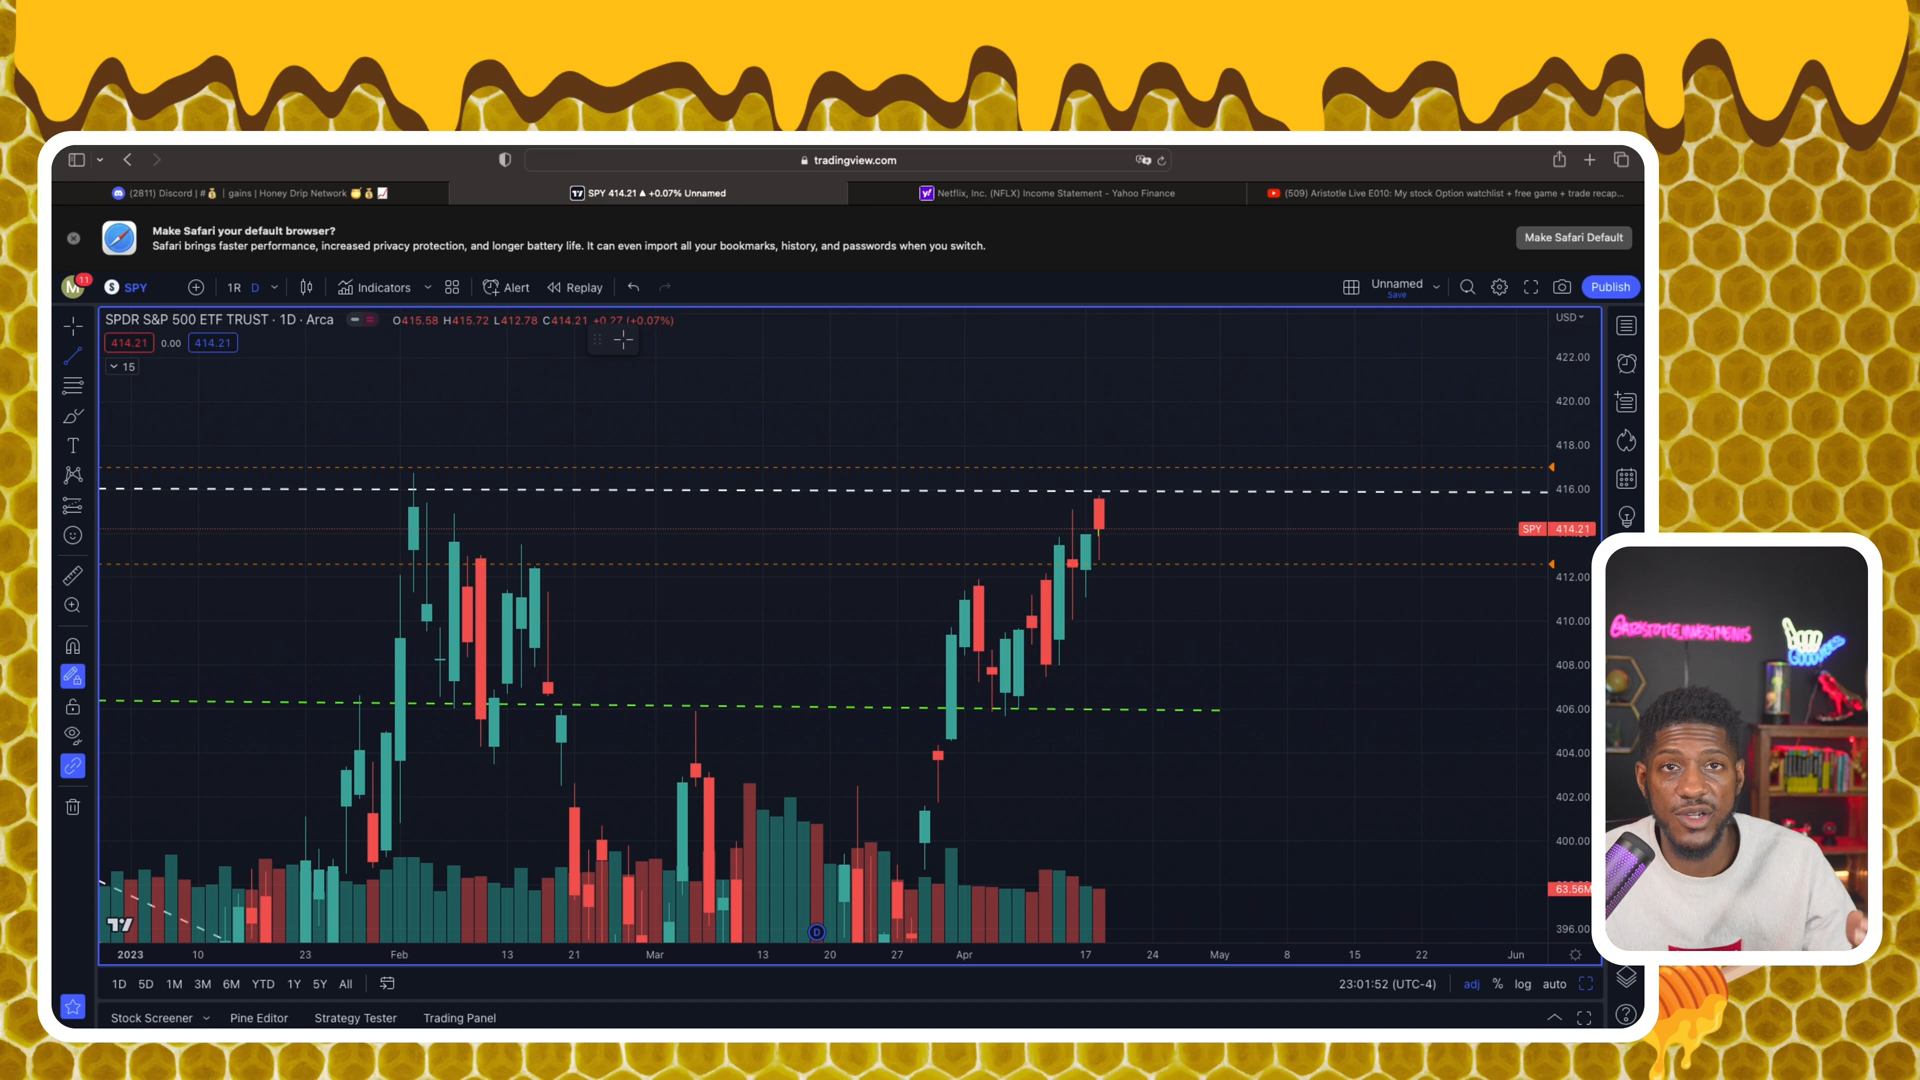 tradingview.com
(2811) Discord | #💰 | gains | Honey Drip Network 🍯💰📈
SPY 414.21 ▲ +0.07% Unnamed
Netflix, Inc. (NFLX) Income Statement - Yahoo Finance
(509) Aristotle Live E010: My stock Option watchlist + free game + trade recap...
Make Safari your default browser?
Safari brings faster performance, increased privacy protection, and longer battery life. It can even import all your bookmarks, history, and passwords when you switch.
Make Safari Default
M 11 SPY 1R D Indicators Alert Replay Unnamed Save Publish
SPDR S&P 500 ETF TRUST · 1D · Arca O415.58 H415.72 L412.78 C414.21 +0.27 (+0.07%) USD
414.21 0.00 414.21
15
422.00
420.00
418.00
416.00
SPY 414.21
412.00
410.00
408.00
406.00
404.00
402.00
400.00
63.56M
396.00
D
2023 10 23 Feb 13 21 Mar 13 20 27 Apr 17 24 May 8 15 22 Jun
1D 5D 1M 3M 6M YTD 1Y 5Y All 23:01:52 (UTC-4) adj % log auto
Stock Screener Pine Editor Strategy Tester Trading Panel
@ARISTOTLE_INVESTMENTS
GOODVIBES